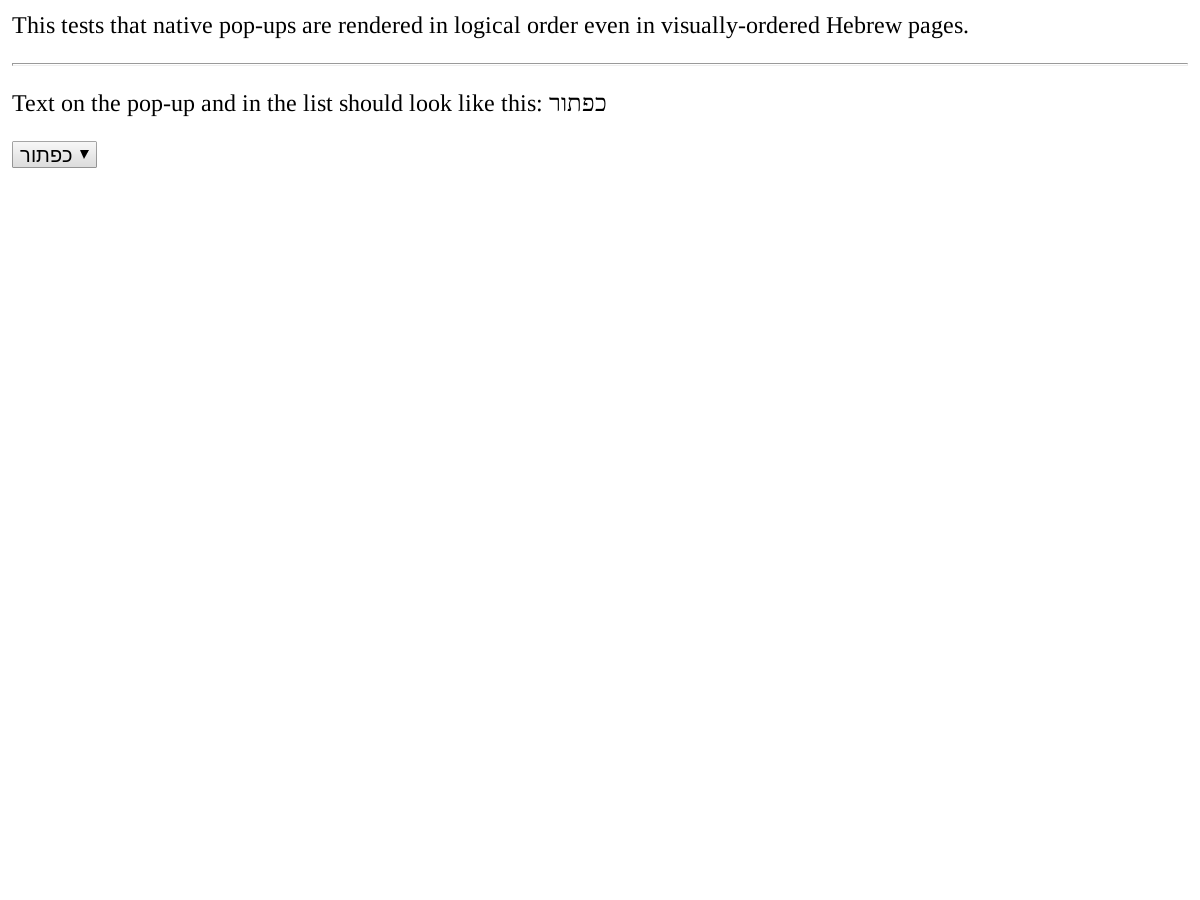 This tests that native pop-ups are rendered in logical order even in visually-ordered Hebrew pages.
Text on the pop-up and in the list should look like this: כפתור
כפתור ▼